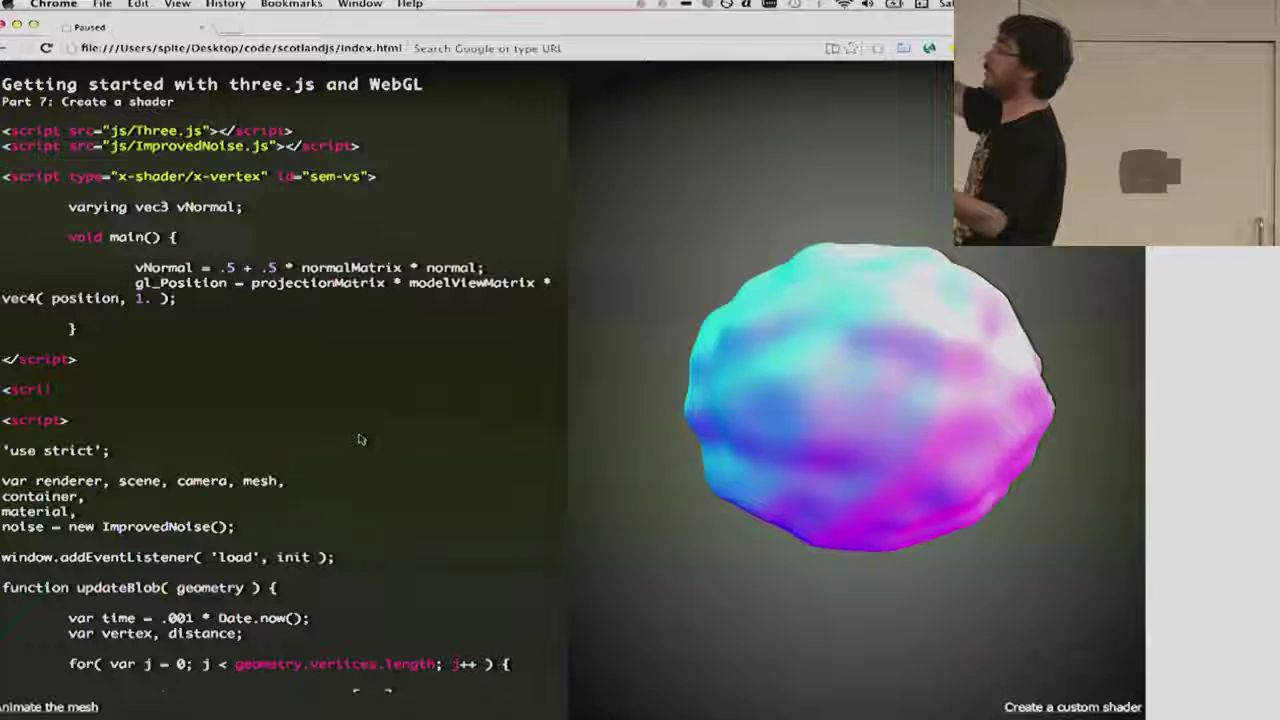 Chrome File Edit View History Bookmarks Window Help
Paused
file:///Users/spite/Desktop/code/scotlandjs/index.html Search Google or type URL
Getting started with three.js and WebGL
Part 7: Create a shader
<script src="js/Three.js"></script>
<script src="js/ImprovedNoise.js"></script>
<script type="x-shader/x-vertex" id="sem-vs">
varying vec3 vNormal;
void main() {
vNormal = .5 + .5 * normalMatrix * normal;
gl_Position = projectionMatrix * modelViewMatrix *
vec4( position, 1. );
}
</script>
<scri
<script>
'use strict';
var renderer, scene, camera, mesh,
container,
material,
noise = new ImprovedNoise();
window.addEventListener( 'load', init );
function updateBlob( geometry ) {
var time = .001 * Date.now();
var vertex, distance;
for( var j = 0; j < geometry.vertices.length; j++ ) {
Animate the mesh
Create a custom shader